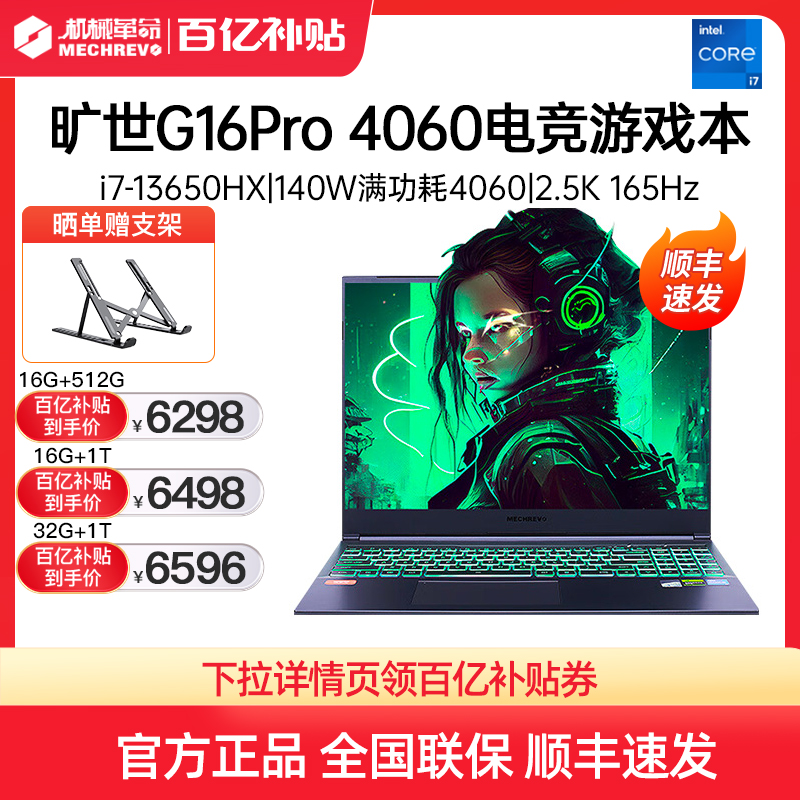 机械革命
MECHREVO
百亿补贴
intel
CORE
i7
旷世G16Pro 4060电竞游戏本
i7-13650HX|140W满功耗4060|2.5K 165Hz
晒单赠支架
顺丰
速发
16G+512G
百亿补贴
到手价
¥6298
16G+1T
百亿补贴
到手价
¥6498
32G+1T
百亿补贴
到手价
¥6596
MECHREVO
下拉详情页领百亿补贴券
官方正品 全国联保 顺丰速发